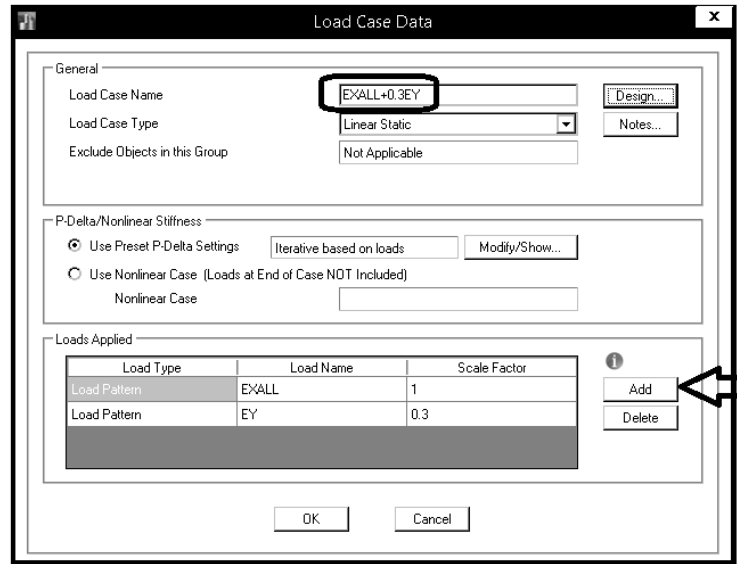 Load Case Data
x
General
Load Case Name EXALL+0.3EY Design...
Load Case Type Linear Static Notes...
Exclude Objects in this Group Not Applicable
P-Delta/Nonlinear Stiffness
Use Preset P-Delta Settings Iterative based on loads Modify/Show...
Use Nonlinear Case (Loads at End of Case NOT Included)
Nonlinear Case
Loads Applied
Load Type Load Name Scale Factor
Load Pattern EXALL 1 Add
Load Pattern EY 0.3 Delete
OK Cancel